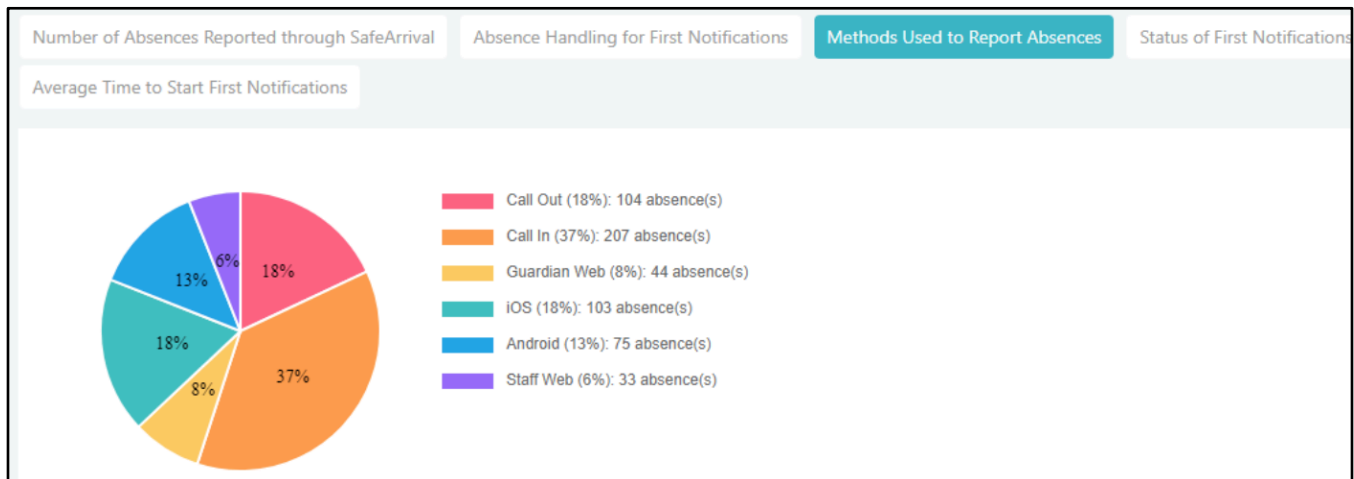 Number of Absences Reported through SafeArrival
Absence Handling for First Notifications
Methods Used to Report Absences
Status of First Notifications
Average Time to Start First Notifications
Call Out (18%): 104 absence(s)
Call In (37%): 207 absence(s)
Guardian Web (8%): 44 absence(s)
iOS (18%): 103 absence(s)
Android (13%): 75 absence(s)
Staff Web (6%): 33 absence(s)
6%
18%
13%
18%
37%
8%